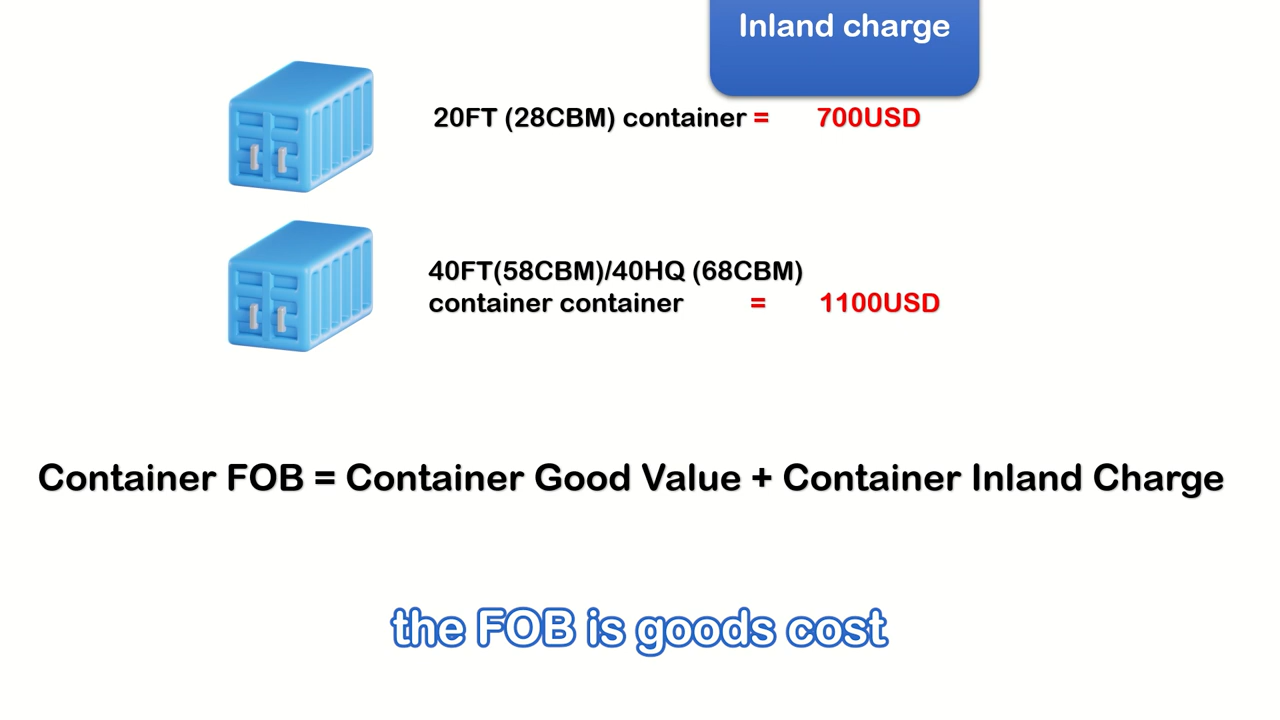 Inland charge
20FT (28CBM) container = 700USD
40FT(58CBM)/40HQ (68CBM)
container container = 1100USD
Container FOB = Container Good Value + Container Inland Charge
the FOB is goods cost